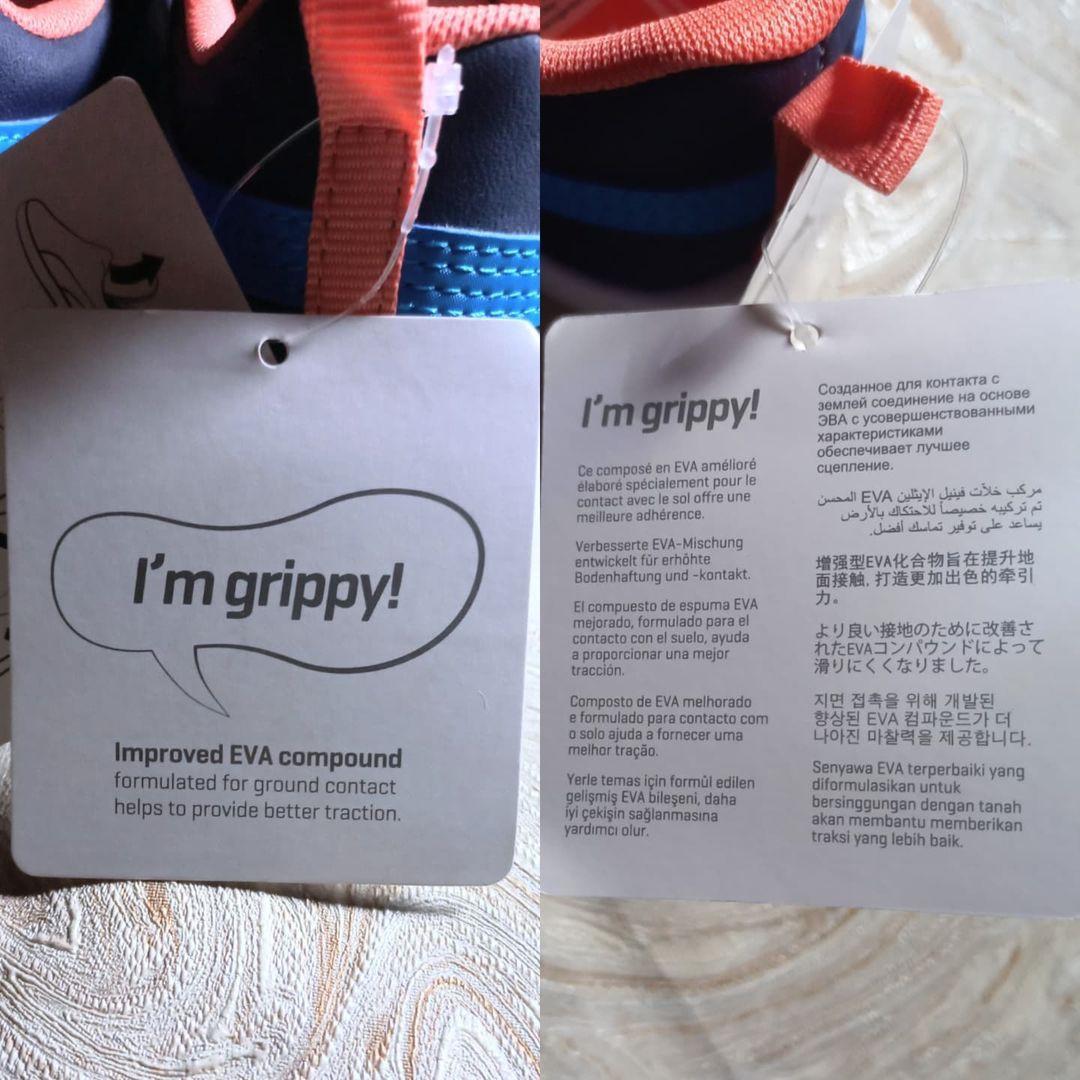 I'm grippy!
Improved EVA compound
formulated for ground contact
helps to provide better traction.
I'm grippy!
Ce composé en EVA amélioré
élaboré spécialement pour le
contact avec le sol offre une
meilleure adhérence.
Verbesserte EVA-Mischung
entwickelt für erhöhte
Bodenhaftung und -kontakt.
El compuesto de espuma EVA
mejorado, formulado para el
contacto con el suelo, ayuda
a proporcionar una mejor
tracción.
Composto de EVA melhorado
e formulado para contacto com
o solo ajuda a fornecer uma
melhor tração.
Yerle temas için formül edilen
gelişmiş EVA bileşeni, daha
iyi çekişin sağlanmasına
yardımcı olur.
Созданное для контакта с
землей соединение на основе
ЭВА с усовершенствованными
характеристиками
обеспечивает лучшее
сцепление.
مركب خلآت فينيل الإيثلين EVA المحسن
تم تركيبه خصيصاً للاحتكاك بالأرض
يساعد على توفير تماسك أفضل.
增强型EVA化合物旨在提升地
面接触, 打造更加出色的牵引
力。
より良い接地のために改善さ
れたEVAコンパウンドによって
滑りにくくなりました。
지면 접촉을 위해 개발된
향상된 EVA 컴파운드가 더
나아진 마찰력을 제공합니다.
Senyawa EVA terperbaiki yang
diformulasikan untuk
bersinggungan dengan tanah
akan membantu memberikan
traksi yang lebih baik.